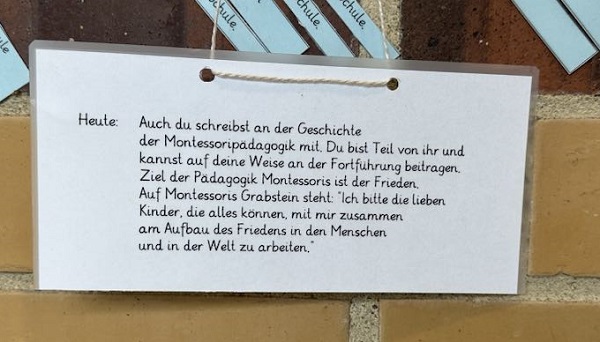 schule.
schule.
schule.
schule.
Heute: Auch du schreibst an der Geschichte
der Montessoripädagogik mit. Du bist Teil von ihr und
kannst auf deine Weise an der Fortführung beitragen.
Ziel der Pädagogik Montessoris ist der Frieden.
Auf Montessoris Grabstein steht: "Ich bitte die lieben
Kinder, die alles können, mit mir zusammen
am Aufbau des Friedens in den Menschen
und in der Welt zu arbeiten."